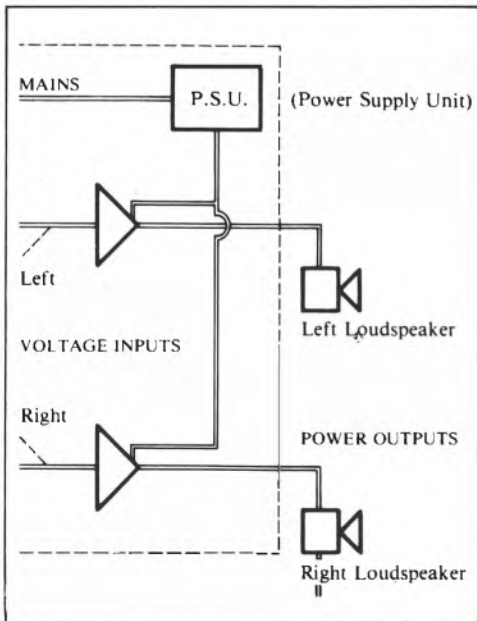 MAINS
P.S.U.
(Power Supply Unit)
Left
Left Loudspeaker
VOLTAGE INPUTS
Right
POWER OUTPUTS
Right Loudspeaker